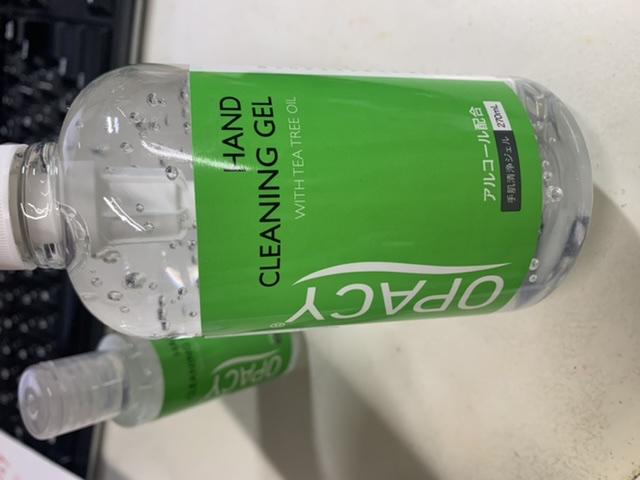 HAND
CLEANING GEL
WITH TEA TREE OIL
OPACY®
アルコール配合
手肌清浄ジェル 270mL
CLEANING
OPACY